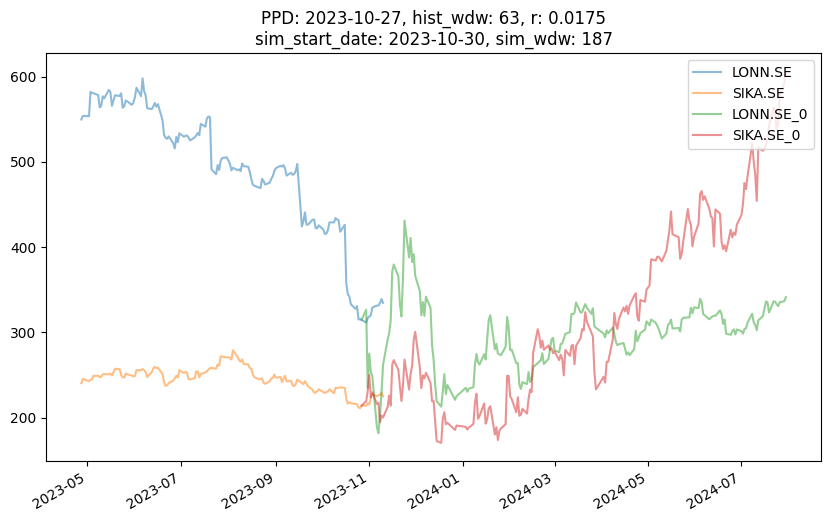 PPD: 2023-10-27, hist_wdw: 63, r: 0.0175
sim_start_date: 2023-10-30, sim_wdw: 187
LONN.SE
SIKA.SE
LONN.SE_0
SIKA.SE_0
600
500
400
300
200
2023-05
2023-07
2023-09
2023-11
2024-01
2024-03
2024-05
2024-07